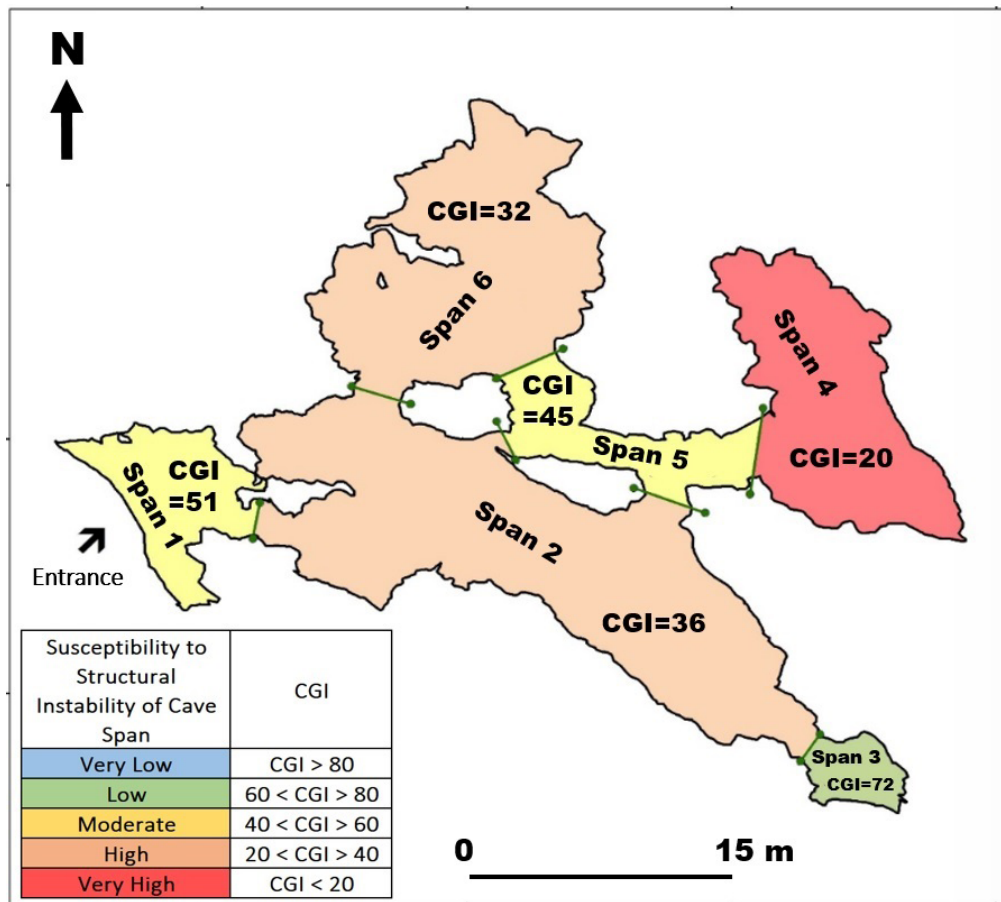 N
CGI=32
Span 6
Span 4
CGI
=45
Span 5
CGI=20
CGI
=51
Span 1
Entrance
Span 2
CGI=36
Span 3
CGI=72
Susceptibility to
Structural
Instability of Cave
Span
CGI
Very Low
CGI > 80
Low
60 < CGI > 80
Moderate
40 < CGI > 60
High
20 < CGI > 40
Very High
CGI < 20
0
15 m